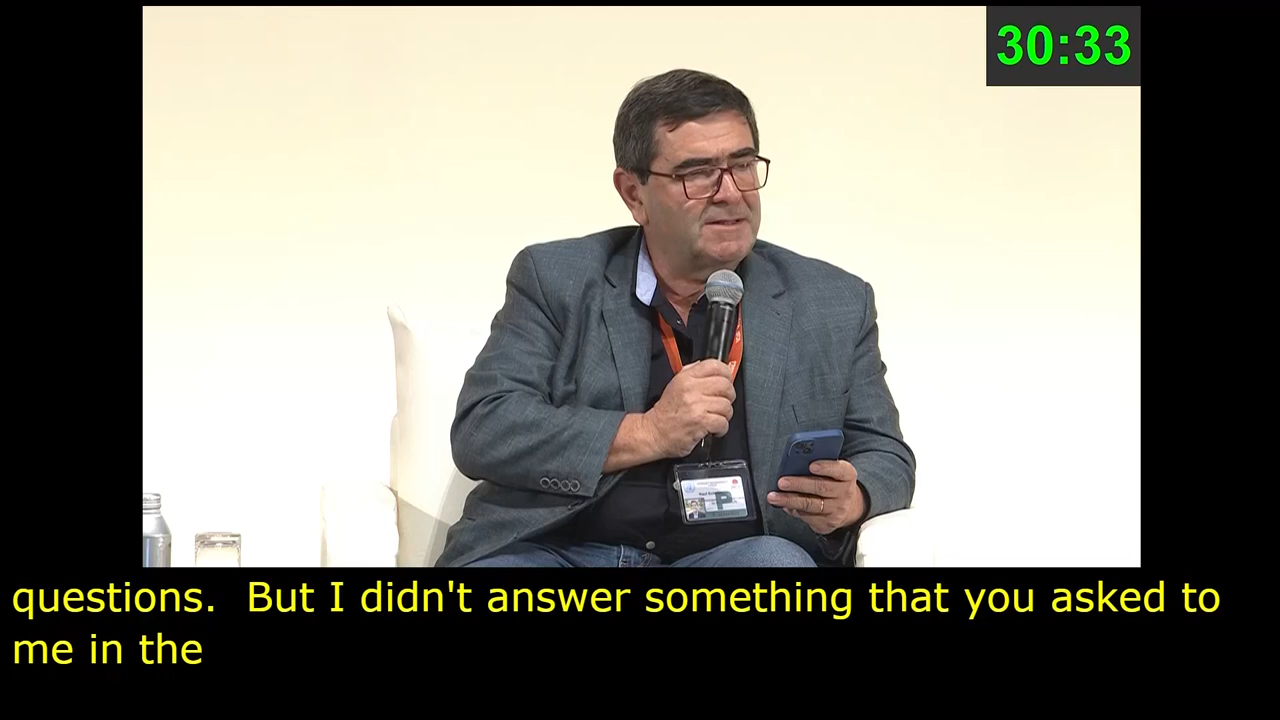 30:33
P
questions.  But I didn't answer something that you asked to
me in the